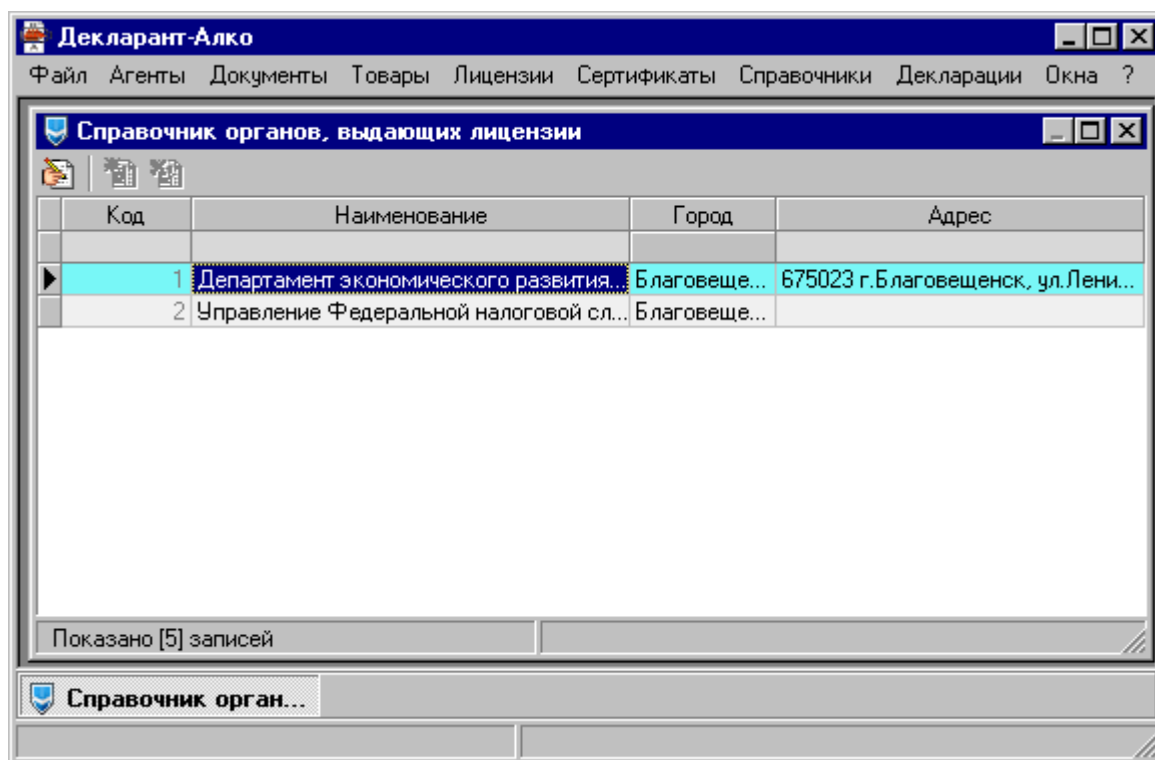 Декларант-Алко
Файл Агенты Документы Товары Лицензии Сертификаты Справочники Декларации Окна ?
Справочник органов, выдающих лицензии
Код Наименование Город Адрес
1 Департамент экономического развития... Благовеще... 675023 г.Благовещенск, ул.Лени...
2 Управление Федеральной налоговой сл... Благовеще...
Показано [5] записей
Справочник орган...